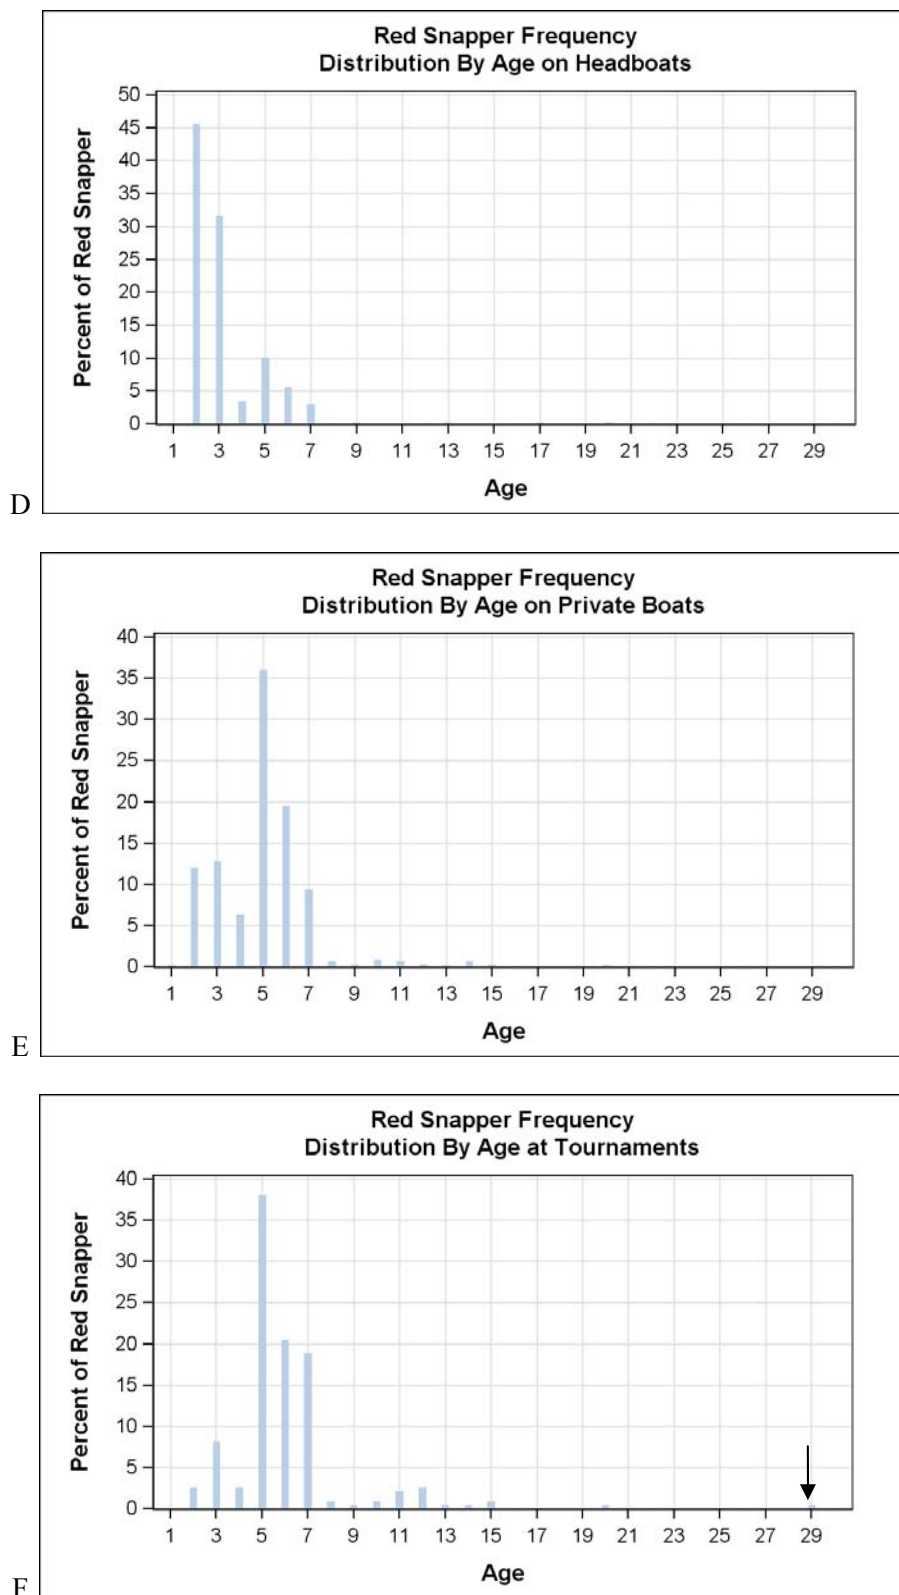 Red Snapper Frequency
Distribution By Age on Headboats
Percent of Red Snapper
50
45
40
35
30
25
20
15
10
5
0
1 3 5 7 9 11 13 15 17 19 21 23 25 27 29
Age
D
Red Snapper Frequency
Distribution By Age on Private Boats
Percent of Red Snapper
40
35
30
25
20
15
10
5
0
1 3 5 7 9 11 13 15 17 19 21 23 25 27 29
Age
E
Red Snapper Frequency
Distribution By Age at Tournaments
Percent of Red Snapper
40
35
30
25
20
15
10
5
0
1 3 5 7 9 11 13 15 17 19 21 23 25 27 29
Age
F